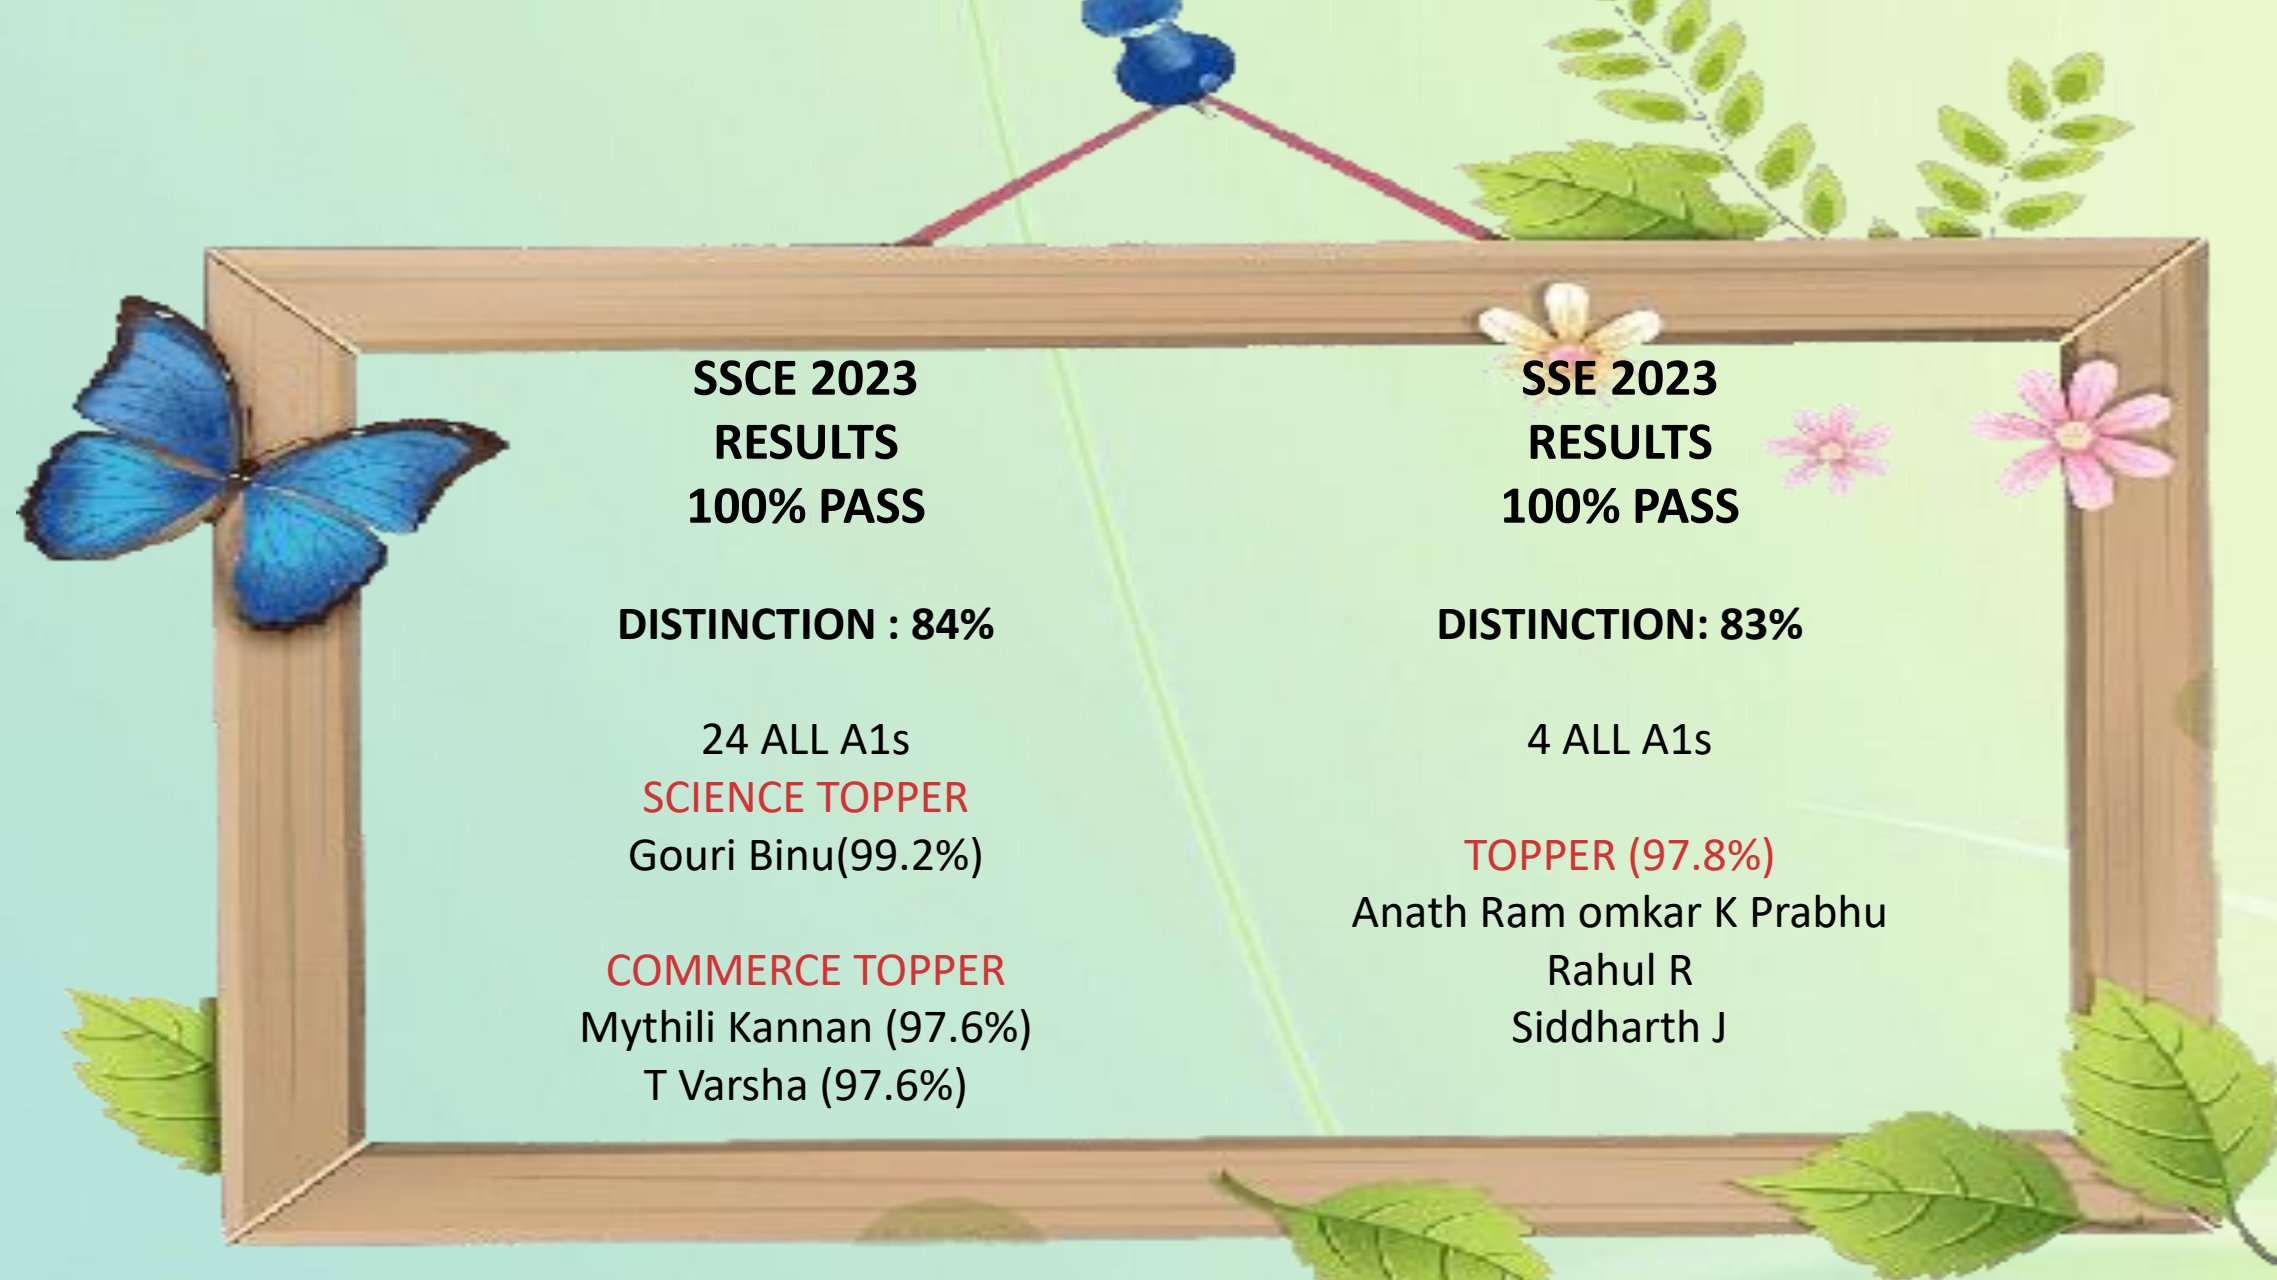 SSCE 2023
RESULTS
100% PASS
DISTINCTION : 84%
24 ALL A1s
SCIENCE TOPPER
Gouri Binu(99.2%)
COMMERCE TOPPER
Mythili Kannan (97.6%)
T Varsha (97.6%)
SSE 2023
RESULTS
100% PASS
DISTINCTION: 83%
4 ALL A1s
TOPPER (97.8%)
Anath Ram omkar K Prabhu
Rahul R
Siddharth J